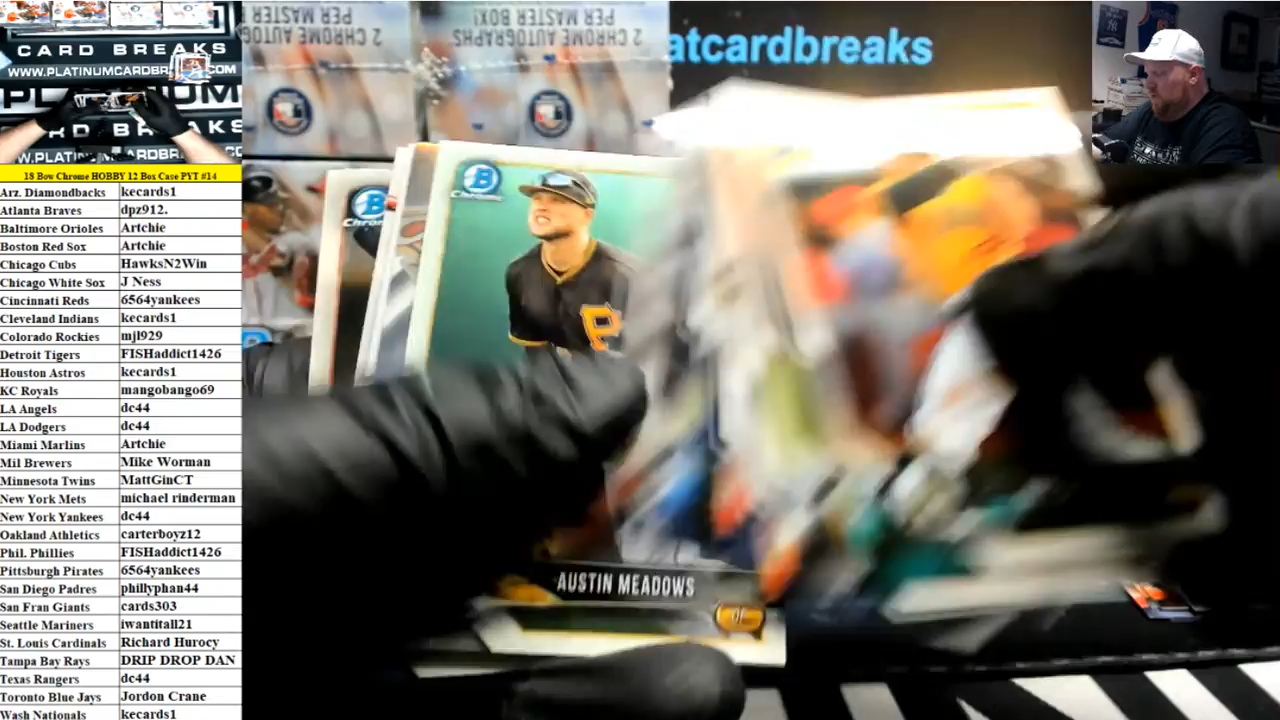 CARD BREAKS
WWW.PLATINUMCARDBR COM
PL
RD BREAKS
18 Bow Chrome HOBBY 12 Box Case PYT #14
Arz. Diamondbacks kecards1
Atlanta Braves dpz912.
Baltimore Orioles Artchie
Boston Red Sox Artchie
Chicago Cubs HawksN2Win
Chicago White Sox J Ness
Cincinnati Reds 6564yankees
Cleveland Indians kecards1
Colorado Rockies mjl929
Detroit Tigers FISHaddict1426
Houston Astros kecards1
KC Royals mangobango69
LA Angels dc44
LA Dodgers dc44
Miami Marlins Artchie
Mil Brewers Mike Worman
Minnesota Twins MattGinCT
New York Mets michael rinderman
New York Yankees dc44
Oakland Athletics carterboyz12
Phil. Phillies FISHaddict1426
Pittsburgh Pirates 6564yankees
San Diego Padres phillyphan44
San Fran Giants cards303
Seattle Mariners iwantitall21
St. Louis Cardinals Richard Hurocy
Tampa Bay Rays DRIP DROP DAN
Texas Rangers dc44
Toronto Blue Jays Jordon Crane
Wash Nationals kecards1
2 CHROME AUTOGRAPHS
PER MASTER BOX!
2 CHROME AUTOGRAPHS
PER MASTER BOX!
atcardbreaks
B
Chrome
B
Chrome
P
AUSTIN MEADOWS
OF